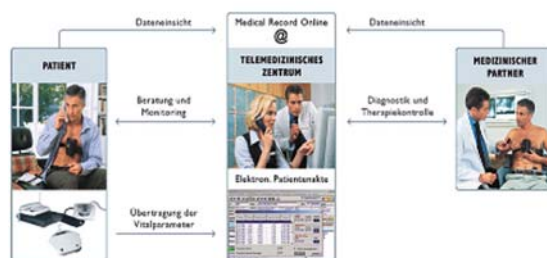 Dateneinsicht
Medical Record Online
@
Dateneinsicht
PATIENT
TELEMEDIZINISCHES
ZENTRUM
MEDIZINISCHER
PARTNER
Beratung und
Monitoring
Diagnostik und
Therapiekontrolle
Elektron. Patientenakte
Übertragung der
Vitalparameter